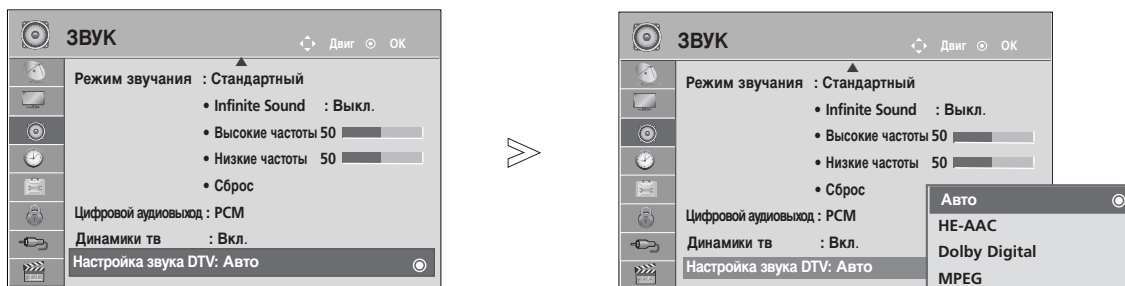 ЗВУК
Двиг ОК
Режим звучания : Стандартный
• Infinite Sound : Выкл.
• Высокие частоты 50
• Низкие частоты 50
• Сброс
Цифровой аудиовыход : PCM
Динамики тв : Вкл.
Настройка звука DTV: Авто
ЗВУК
Двиг ОК
Режим звучания : Стандартный
• Infinite Sound : Выкл.
• Высокие частоты 50
• Низкие частоты 50
• Сброс
Цифровой аудиовыход : PCM
Динамики тв : Вкл.
Настройка звука DTV: Авто
Авто
HE-AAC
Dolby Digital
MPEG